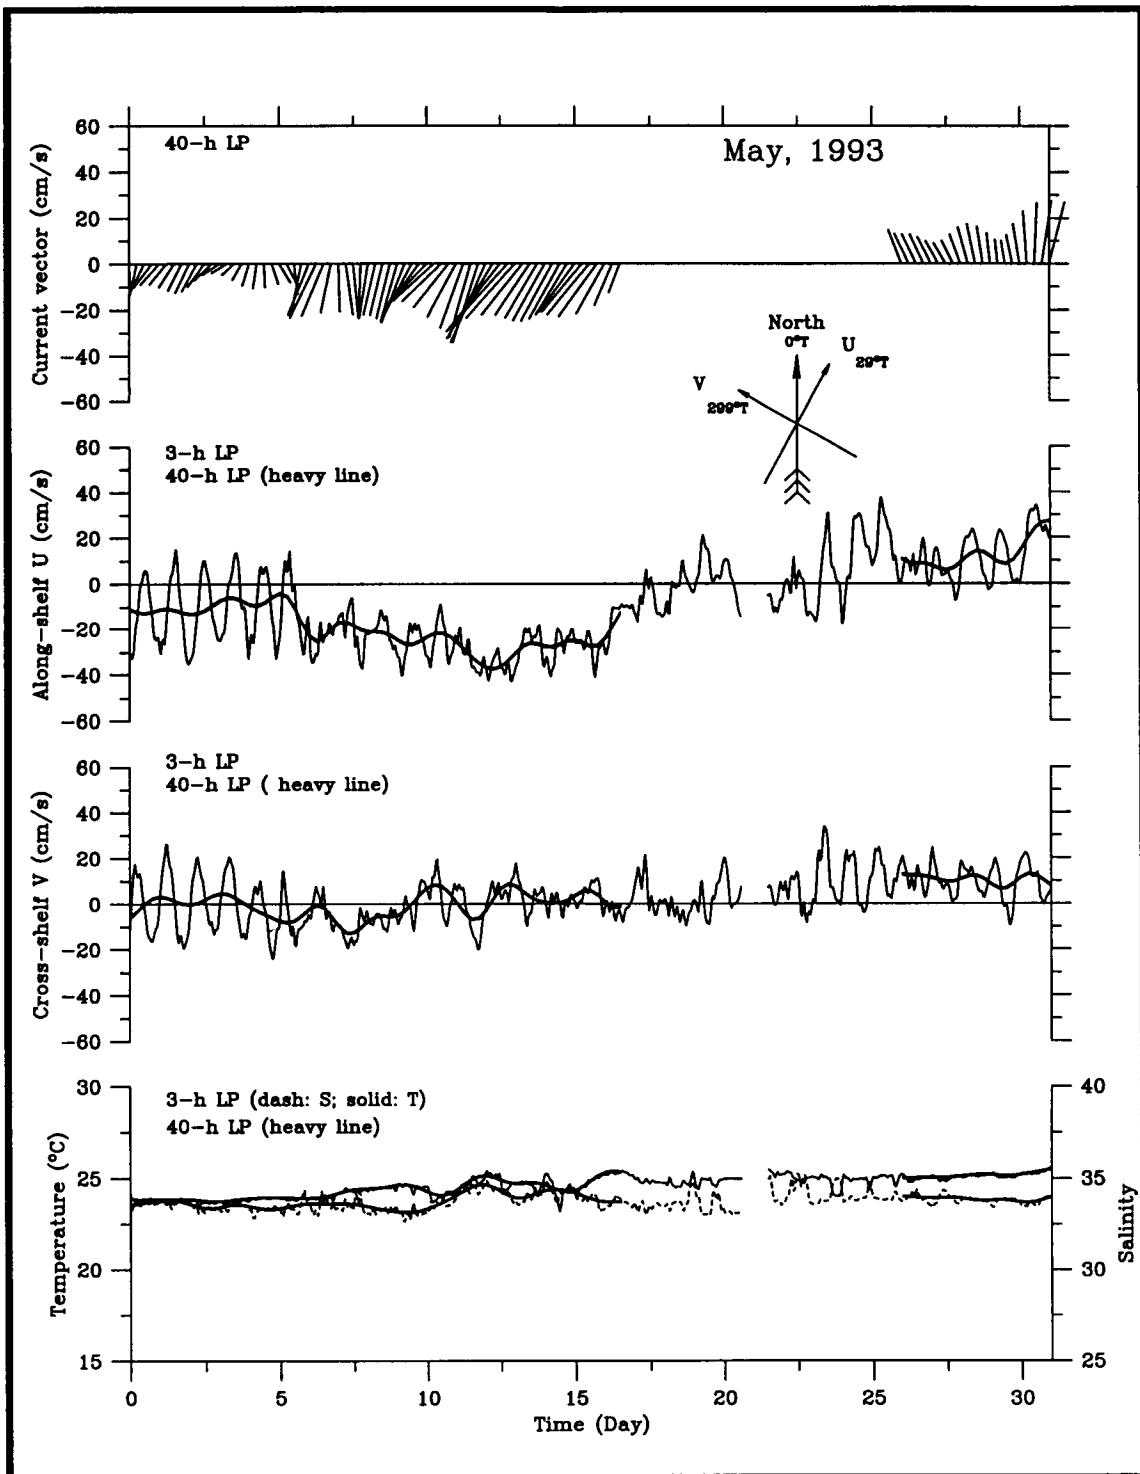 60
40-h LP
May, 1993
40
20
0
-20
-40
-60
Current vector (cm/s)
North
0°T
U
29°T
V
299°T
60
3-h LP
40-h LP (heavy line)
40
20
0
-20
-40
-60
Along-shelf U (cm/s)
3-h LP
40-h LP ( heavy line)
60
40
20
0
-20
-40
-60
Cross-shelf V (cm/s)
30
3-h LP (dash: S; solid: T)
40-h LP (heavy line)
25
20
15
Temperature (°C)
40
35
30
25
Salinity
0 5 10 15 20 25 30
Time (Day)